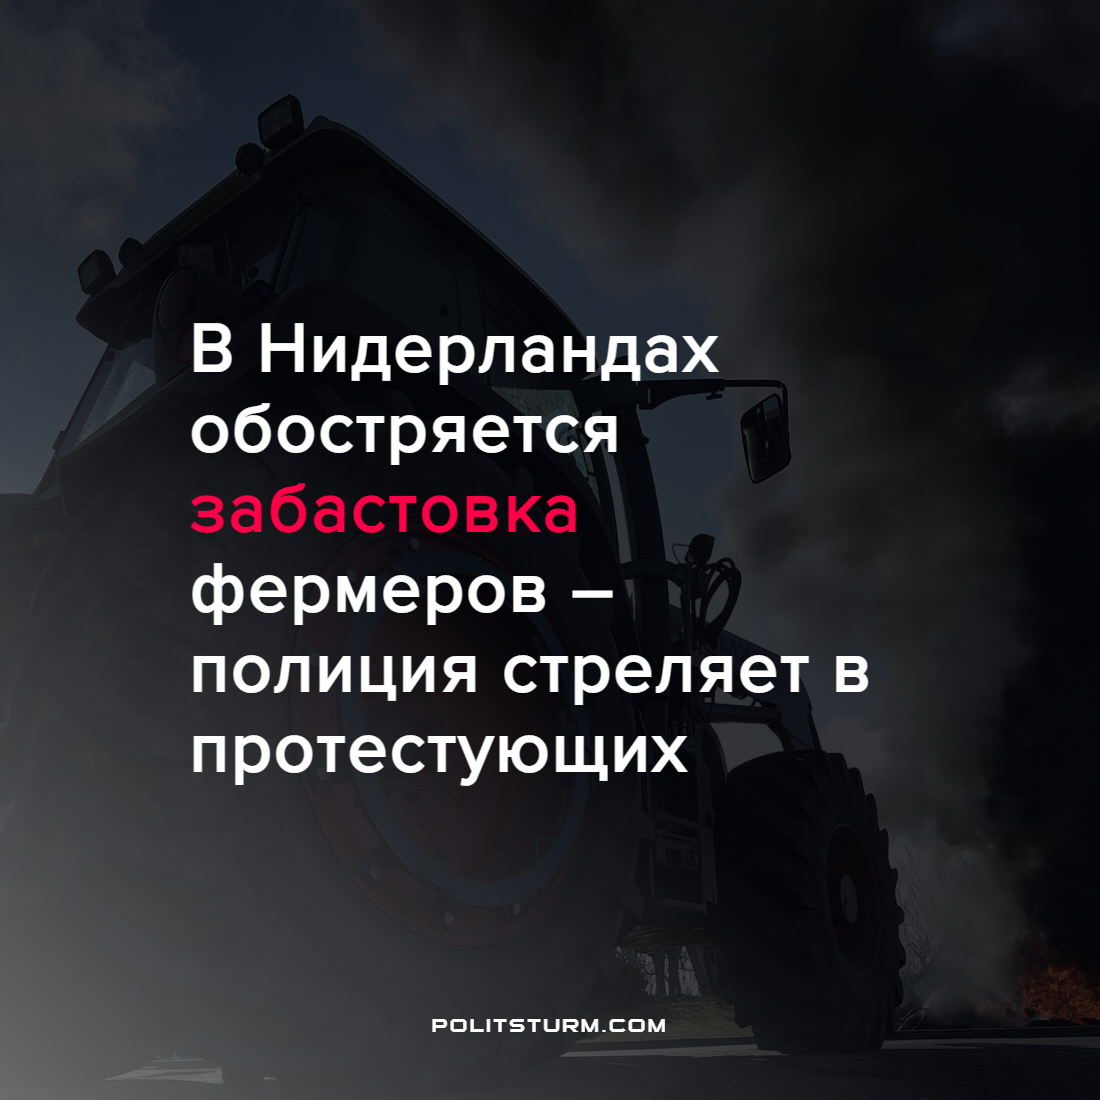 В Нидерландах
обостряется
забастовка
фермеров –
полиция стреляет в
протестующих
POLITSTURM.COM